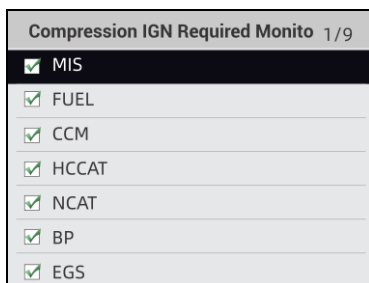 Compression IGN Required Monito 1/9
MIS
FUEL
CCM
HCCAT
NCAT
BP
EGS